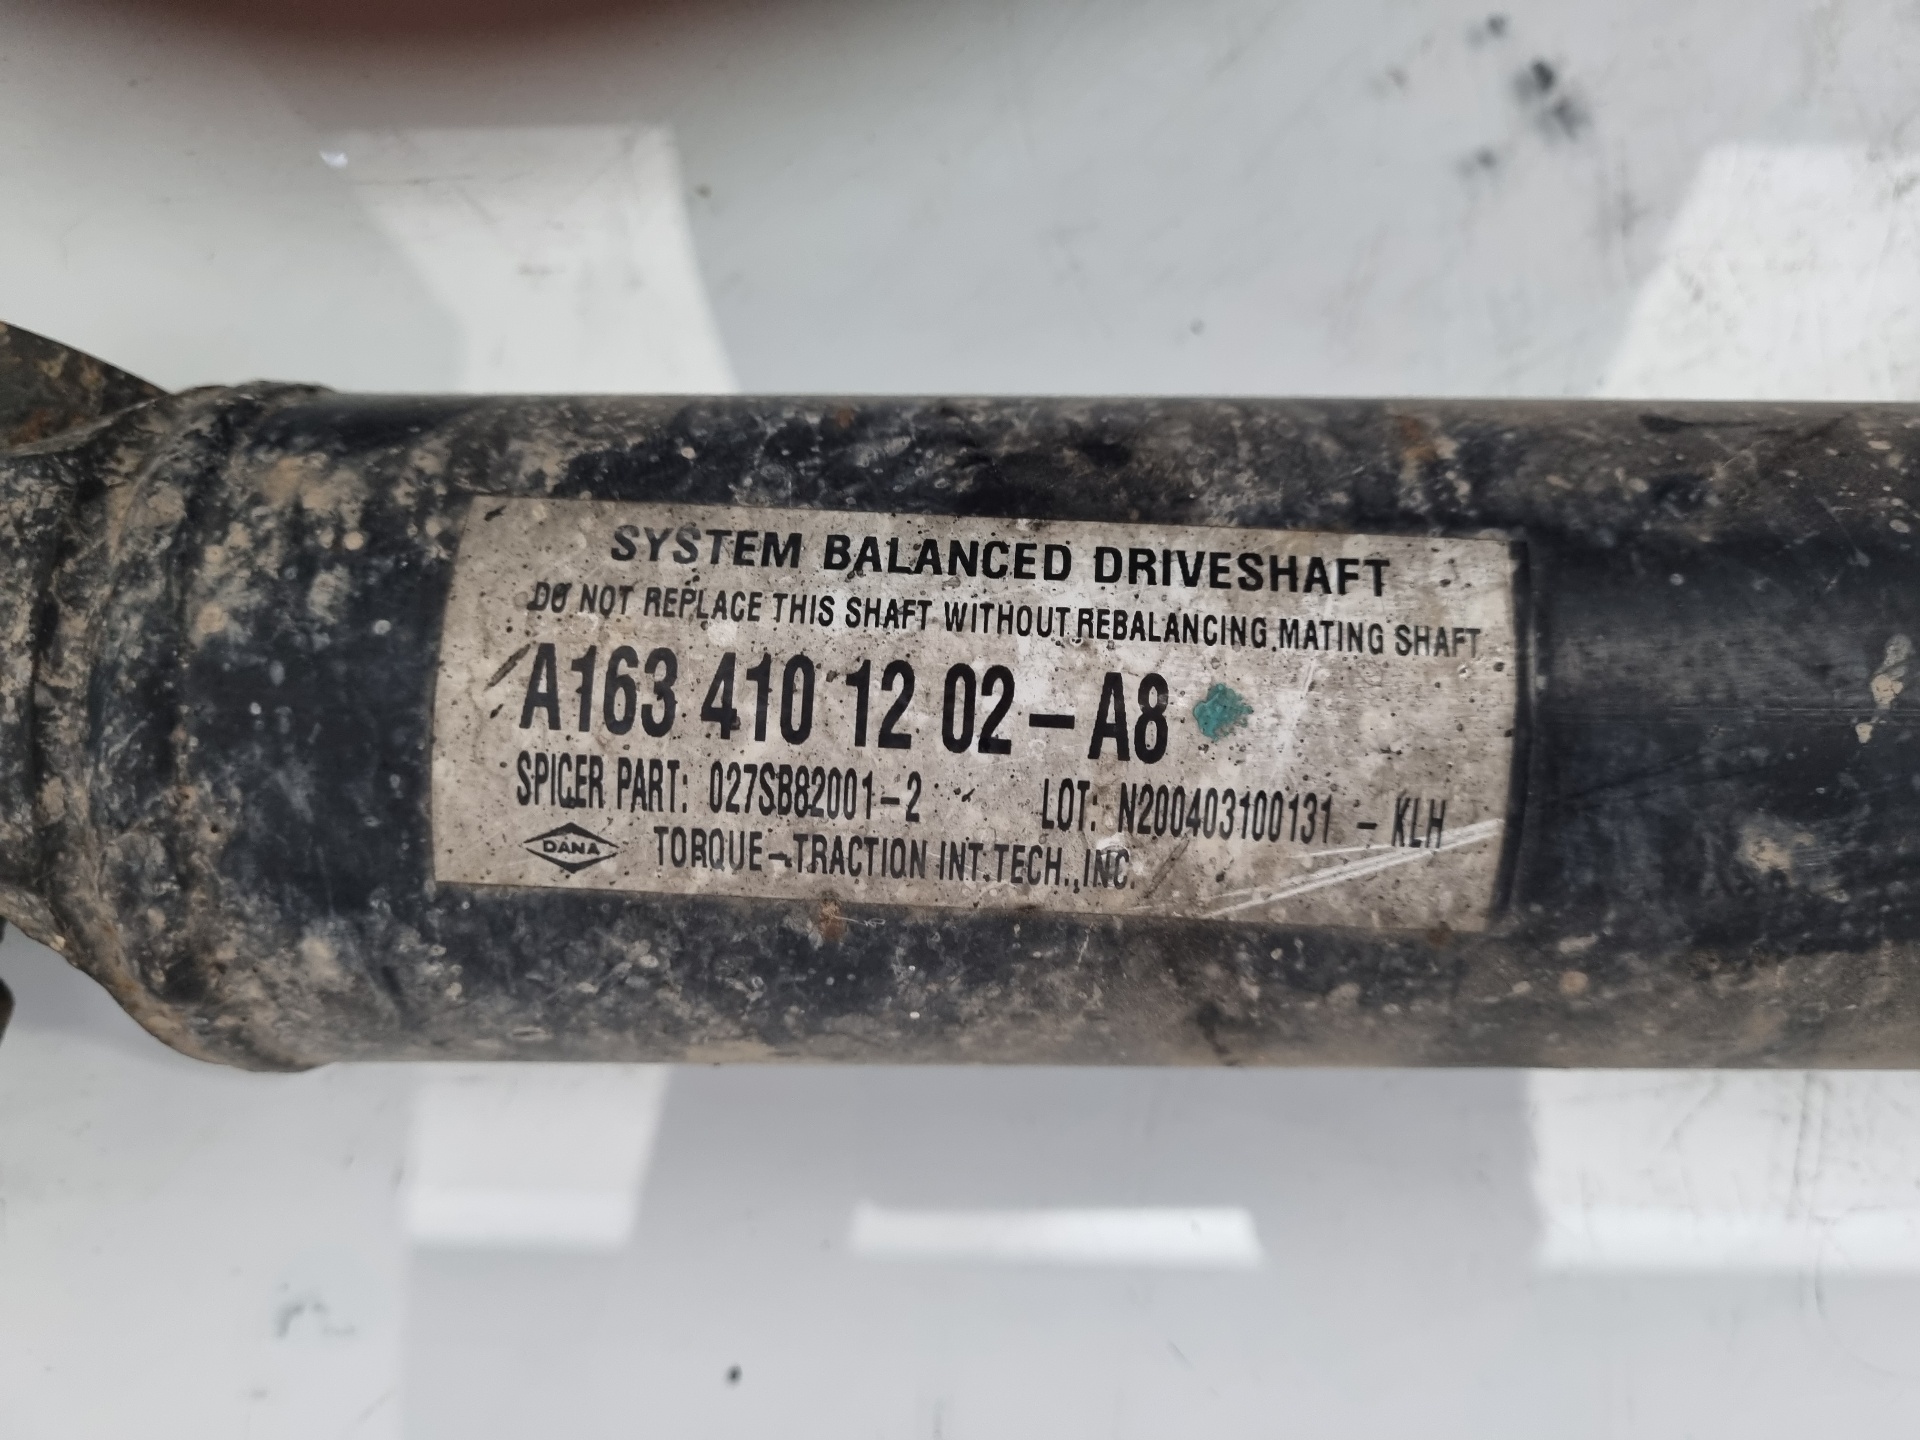 SYSTEM BALANCED DRIVESHAFT
DO NOT REPLACE THIS SHAFT WITHOUT REBALANCING MATING SHAFT
A163 410 12 02-A8
SPICER PART: 027SB82001-2 LOT: N200403100131 - KLH
DANA TORQUE-TRACTION INT.TECH.,INC.